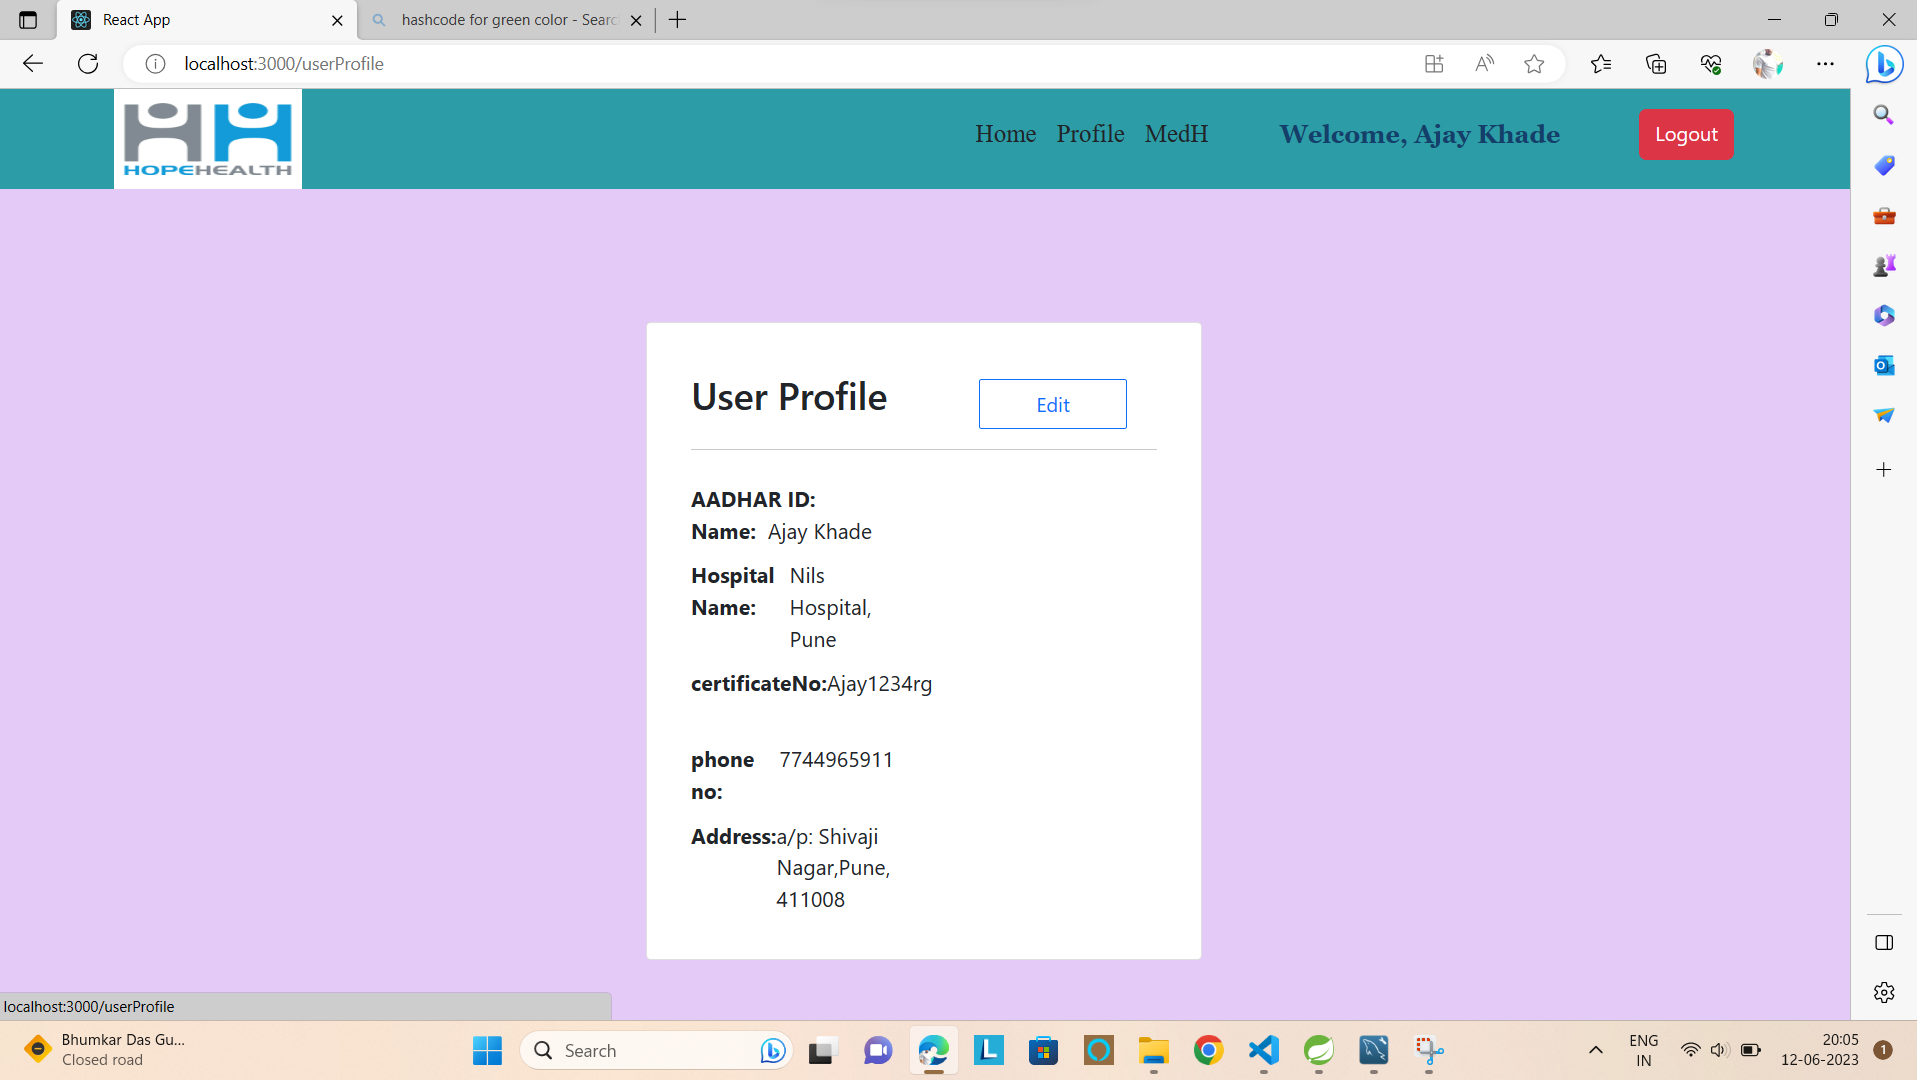 React App
hashcode for green color - Searc
localhost:3000/userProfile
HOPEHEALTH
Home Profile MedH Welcome, Ajay Khade Logout
User Profile
Edit
AADHAR ID:
Name: Ajay Khade
Hospital Nils
Name: Hospital,
Pune
certificateNo:Ajay1234rg
phone 7744965911
no:
Address:a/p: Shivaji
Nagar,Pune,
411008
localhost:3000/userProfile
Bhumkar Das Gu...
Closed road
Search
ENG
IN
20:05
12-06-2023
1